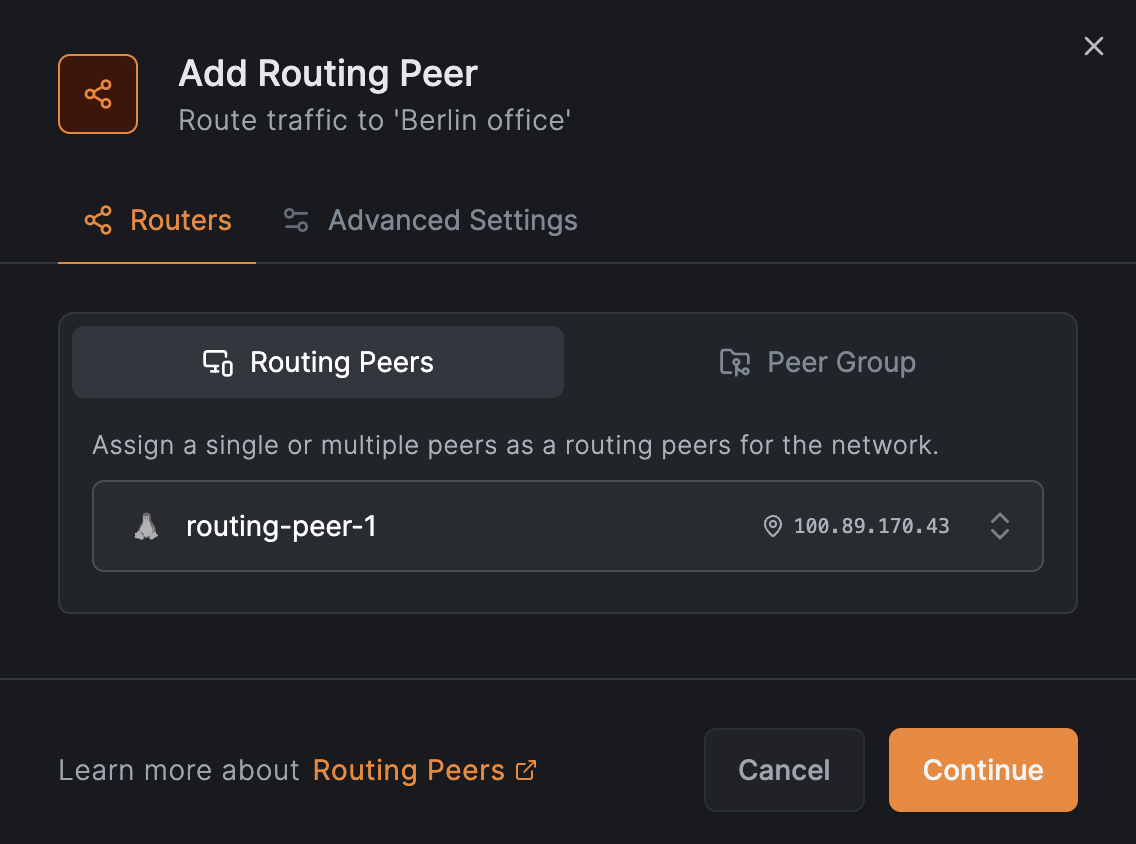 Add Routing Peer
Route traffic to 'Berlin office'
Routers
Advanced Settings
Routing Peers
Peer Group
Assign a single or multiple peers as a routing peers for the network.
routing-peer-1
100.89.170.43
Learn more about Routing Peers
Cancel
Continue